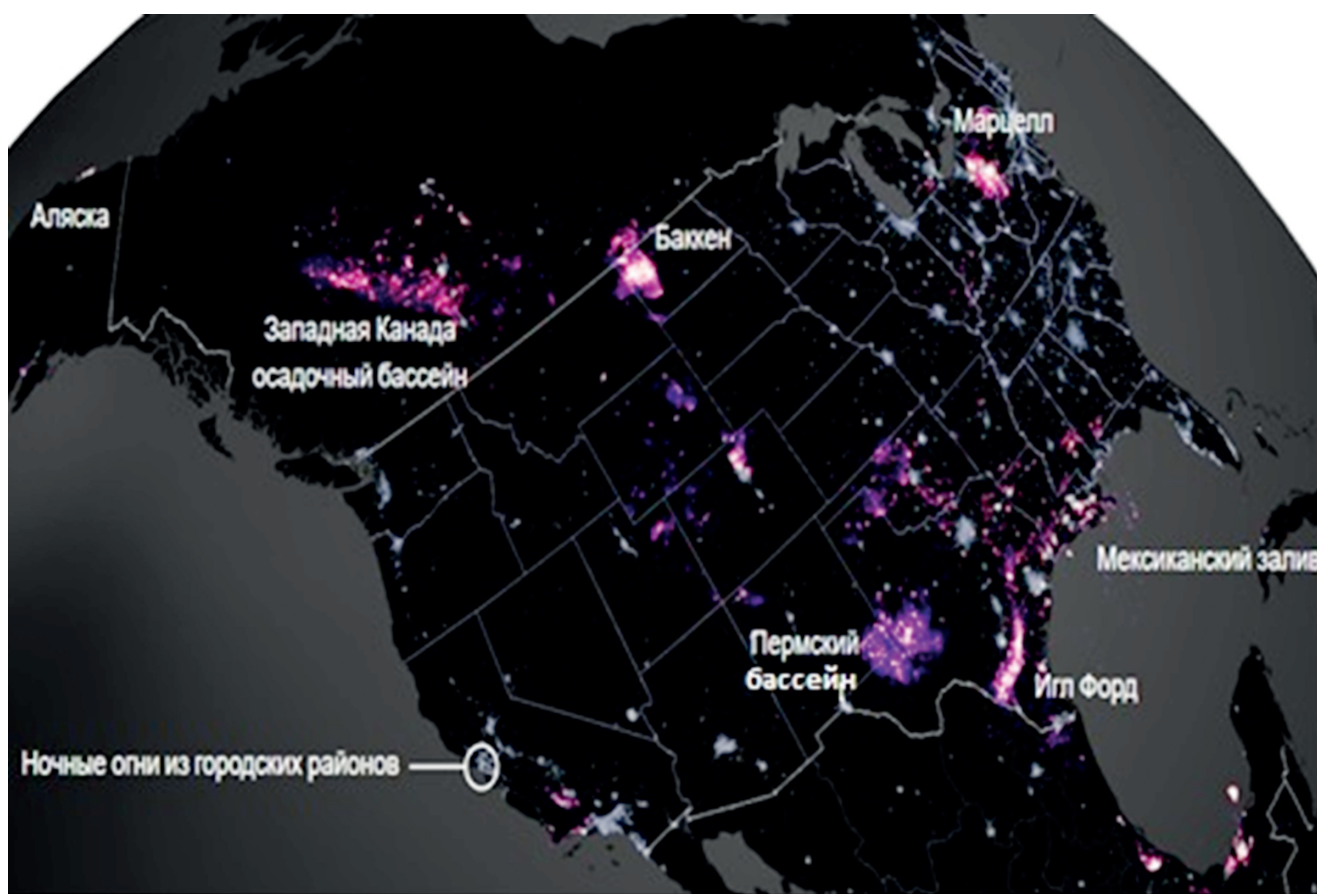 Марцелл
Аляска
Баккен
Западная Канада
осадочный бассейн
Мексиканский залив
Пермский
бассейн
Игл Форд
Ночные огни из городских районов